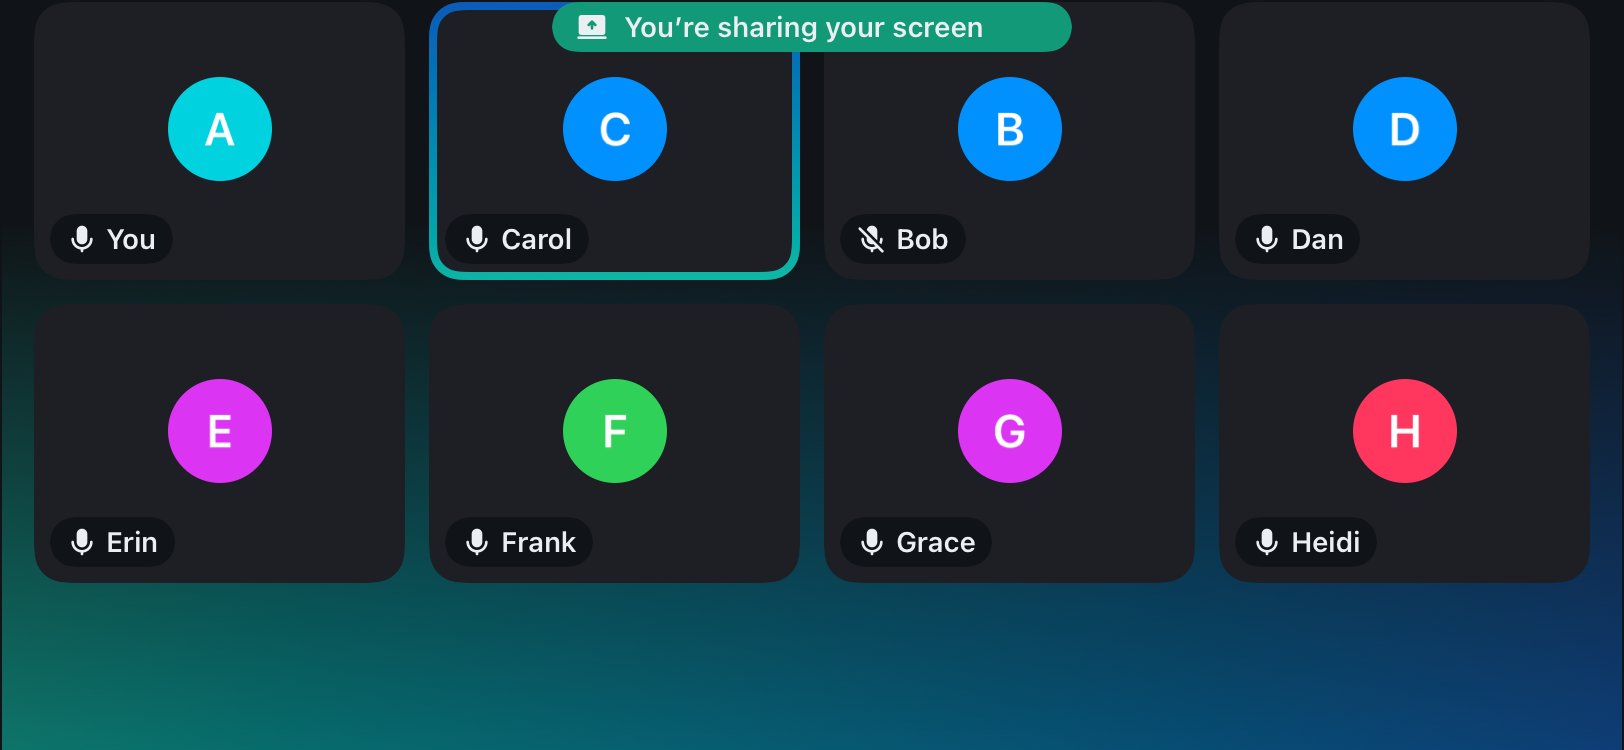 You’re sharing your screen
A
C
B
D
You
Carol
Bob
Dan
E
F
G
H
Erin
Frank
Grace
Heidi